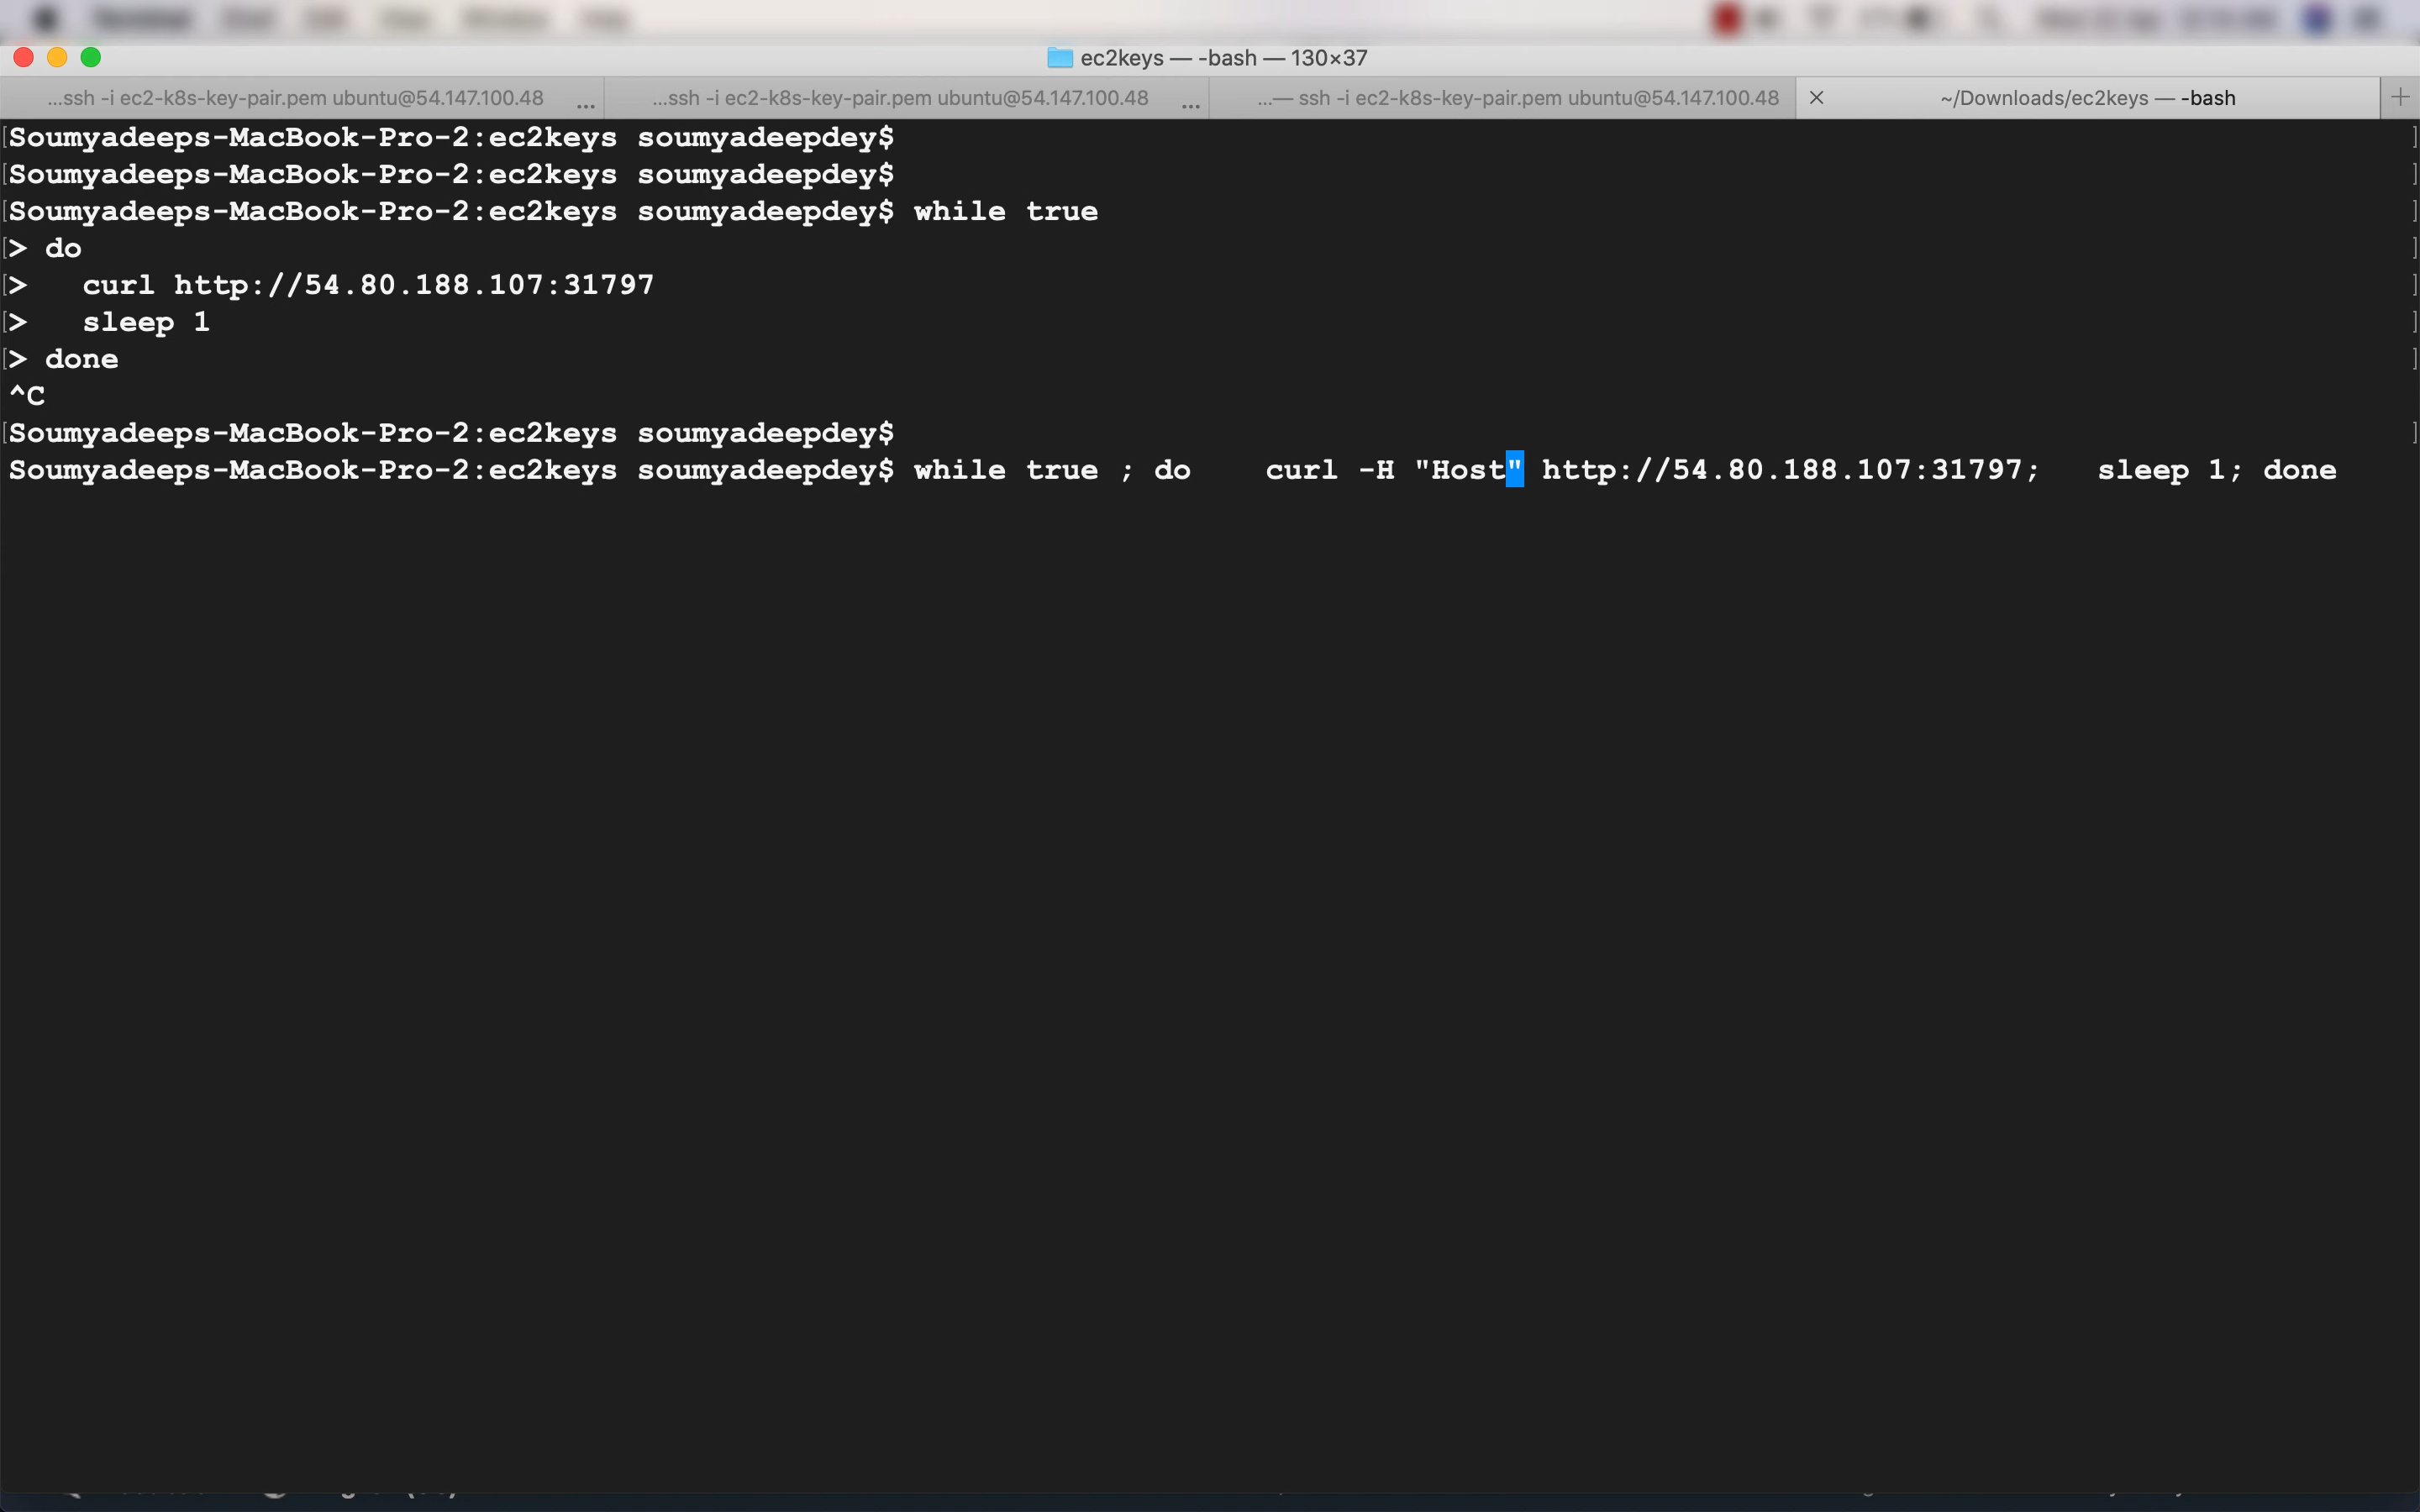 ec2keys — -bash — 130×37
...ssh -i ec2-k8s-key-pair.pem ubuntu@54.147.100.48 ...
...ssh -i ec2-k8s-key-pair.pem ubuntu@54.147.100.48 ...
...— ssh -i ec2-k8s-key-pair.pem ubuntu@54.147.100.48
~/Downloads/ec2keys — -bash
Soumyadeeps-MacBook-Pro-2:ec2keys soumyadeepdey$
Soumyadeeps-MacBook-Pro-2:ec2keys soumyadeepdey$
Soumyadeeps-MacBook-Pro-2:ec2keys soumyadeepdey$ while true
> do
>   curl http://54.80.188.107:31797
>   sleep 1
> done
^C
Soumyadeeps-MacBook-Pro-2:ec2keys soumyadeepdey$
Soumyadeeps-MacBook-Pro-2:ec2keys soumyadeepdey$ while true ; do    curl -H "Host" http://54.80.188.107:31797;   sleep 1; done